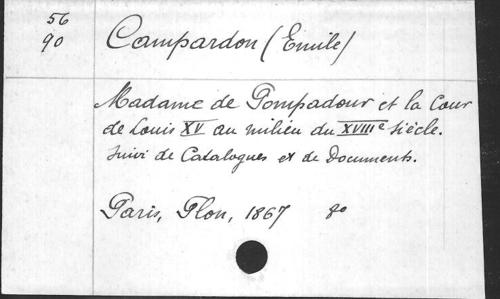 56
90
Campardon (Emile)
Madame de Pompadour et la Cour
de Louis XV au milieu du XVIIIe siècle.
Suivi de Catalogues et de Documents.
Paris, Plon, 1867 8o